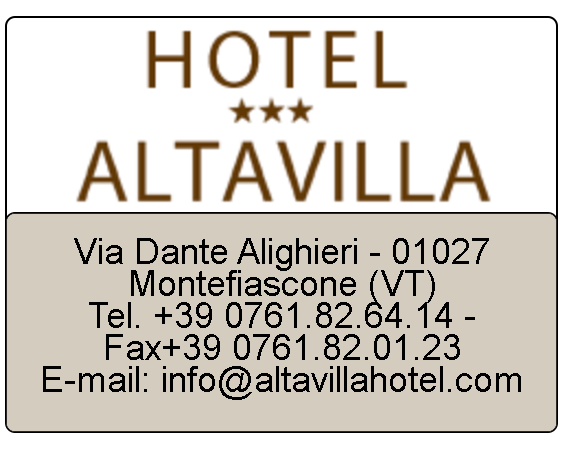 HOTEL
★★★
ALTAVILLA
Via Dante Alighieri - 01027
Montefiascone (VT)
Tel. +39 0761.82.64.14 -
Fax+39 0761.82.01.23
E-mail: info@altavillahotel.com